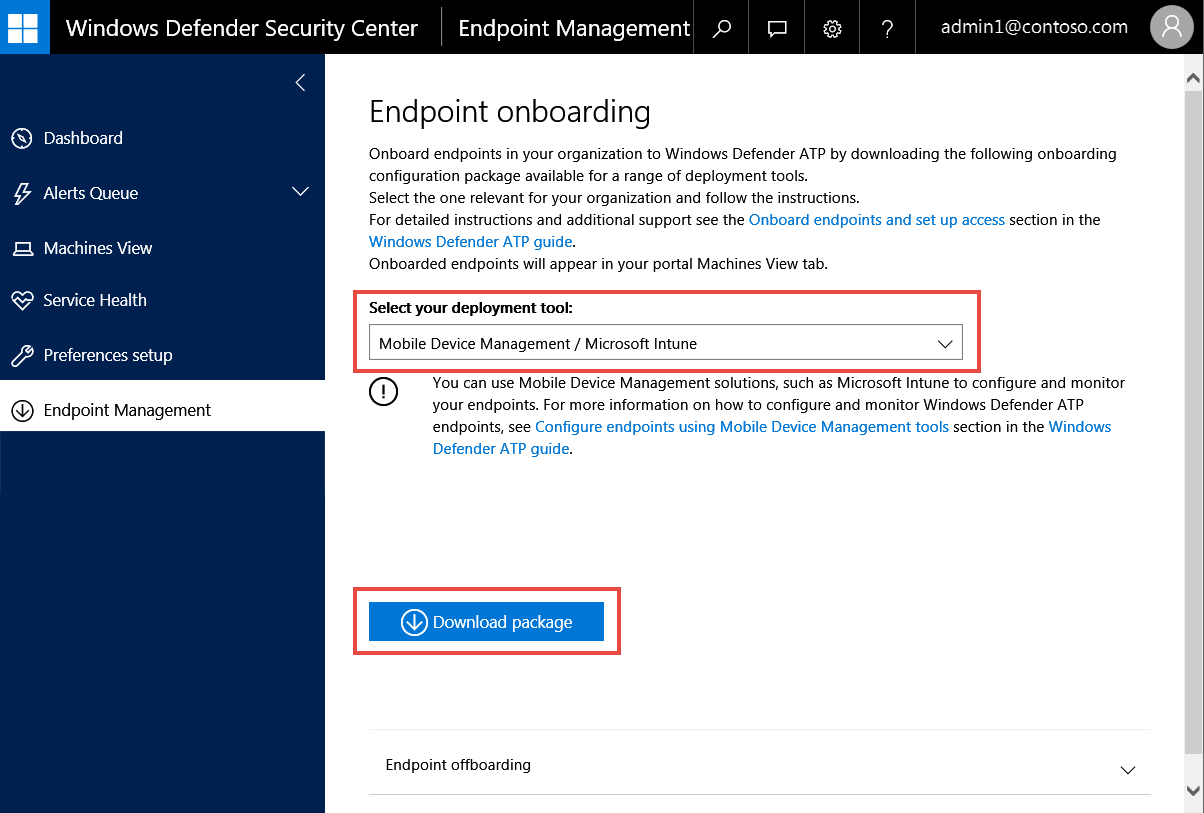 Windows Defender Security Center
Endpoint Management
?
admin1@contoso.com
Dashboard
Alerts Queue
Machines View
Service Health
Preferences setup
Endpoint Management
Endpoint onboarding
Onboard endpoints in your organization to Windows Defender ATP by downloading the following onboarding
configuration package available for a range of deployment tools.
Select the one relevant for your organization and follow the instructions.
For detailed instructions and additional support see the Onboard endpoints and set up access section in the
Windows Defender ATP guide.
Onboarded endpoints will appear in your portal Machines View tab.
Select your deployment tool:
Mobile Device Management / Microsoft Intune
You can use Mobile Device Management solutions, such as Microsoft Intune to configure and monitor
your endpoints. For more information on how to configure and monitor Windows Defender ATP
endpoints, see Configure endpoints using Mobile Device Management tools section in the Windows
Defender ATP guide.
Download package
Endpoint offboarding